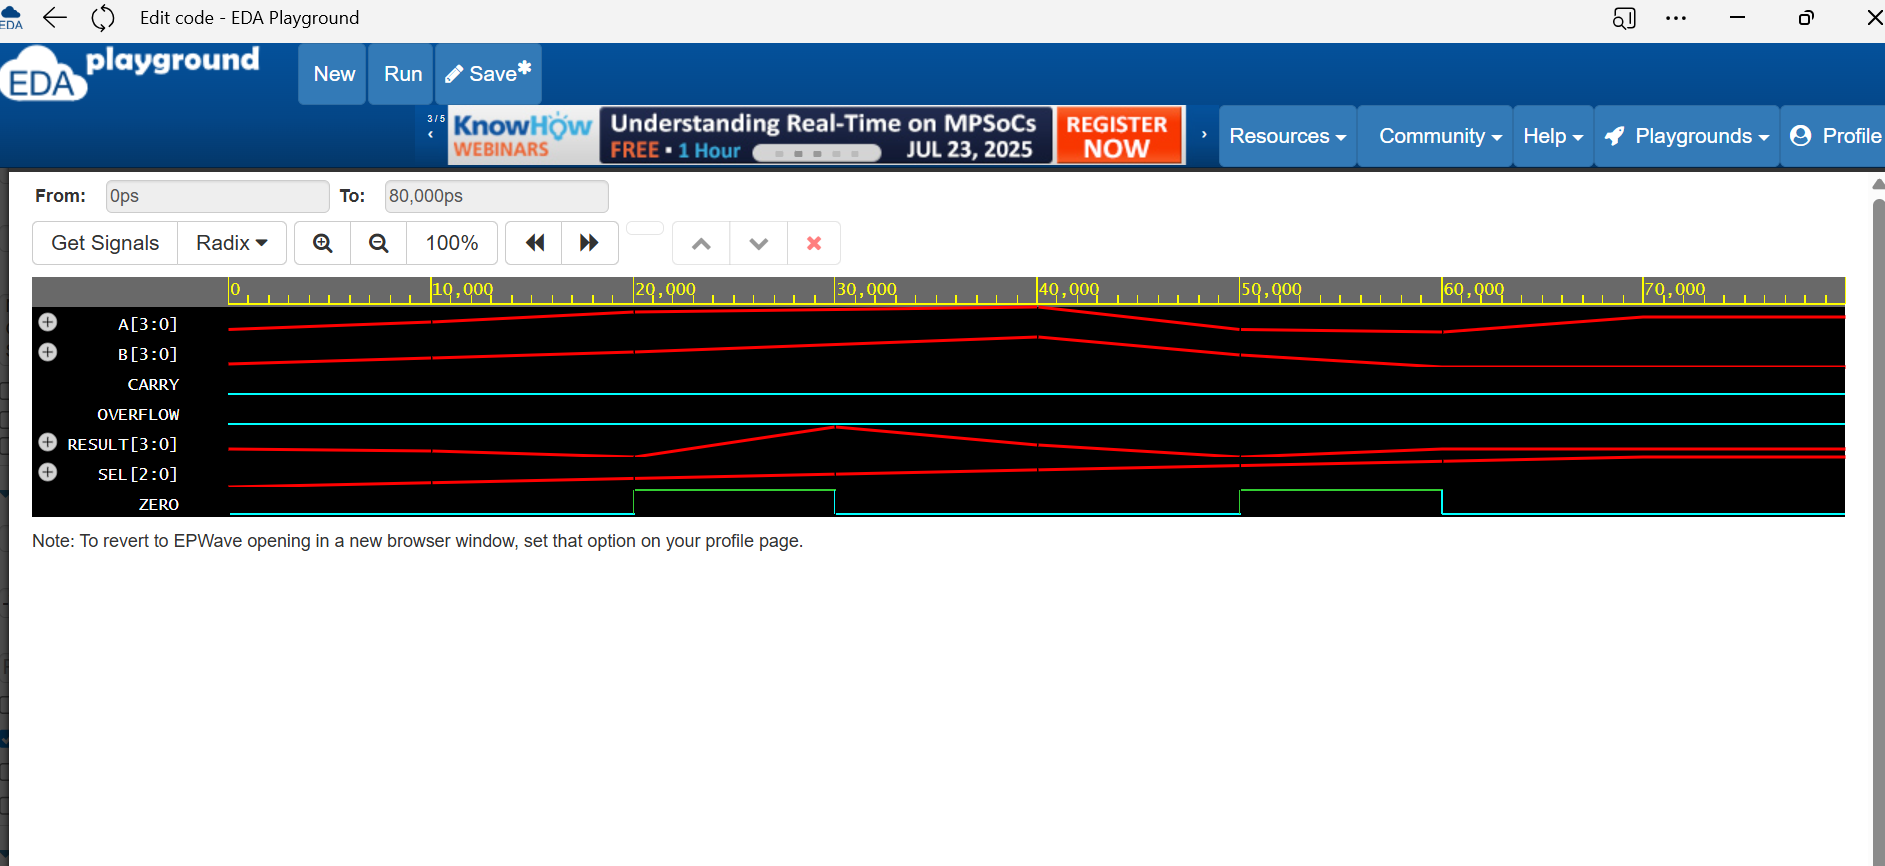 EDA
Edit code - EDA Playground
EDA playground
New
Run
Save*
3 / 5
KnowHow
WEBINARS
Understanding Real-Time on MPSoCs
FREE • 1 Hour
JUL 23, 2025
REGISTER
NOW
Resources
Community
Help
Playgrounds
Profile
From: 0ps To: 80,000ps
Get Signals Radix 100%
0 10,000 20,000 30,000 40,000 50,000 60,000 70,000
A[3:0]
B[3:0]
CARRY
OVERFLOW
RESULT[3:0]
SEL[2:0]
ZERO
Note: To revert to EPWave opening in a new browser window, set that option on your profile page.